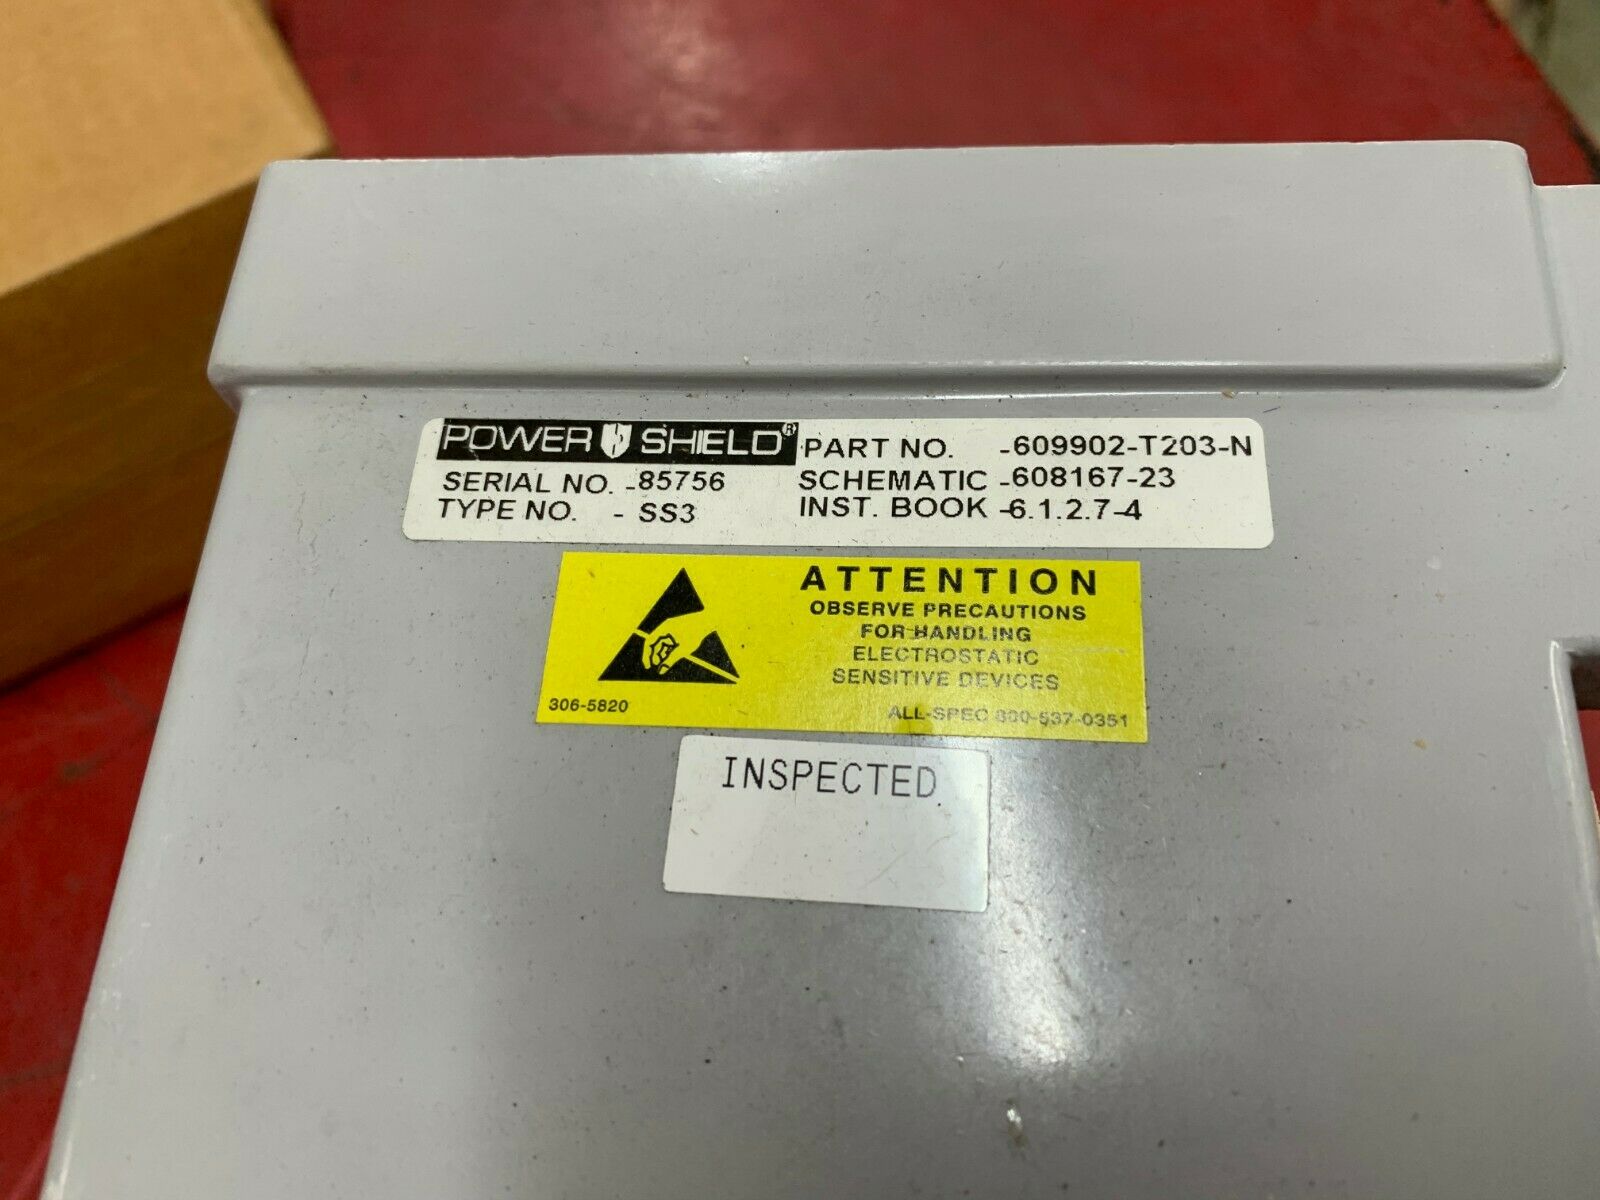 POWER SHIELD® PART NO. -609902-T203-N
SERIAL NO. -85756 SCHEMATIC -608167-23
TYPE NO. - SS3 INST. BOOK -6.1.2.7-4
ATTENTION
OBSERVE PRECAUTIONS
FOR HANDLING
ELECTROSTATIC
SENSITIVE DEVICES
306-5820 ALL-SPEC 800-537-0351
INSPECTED